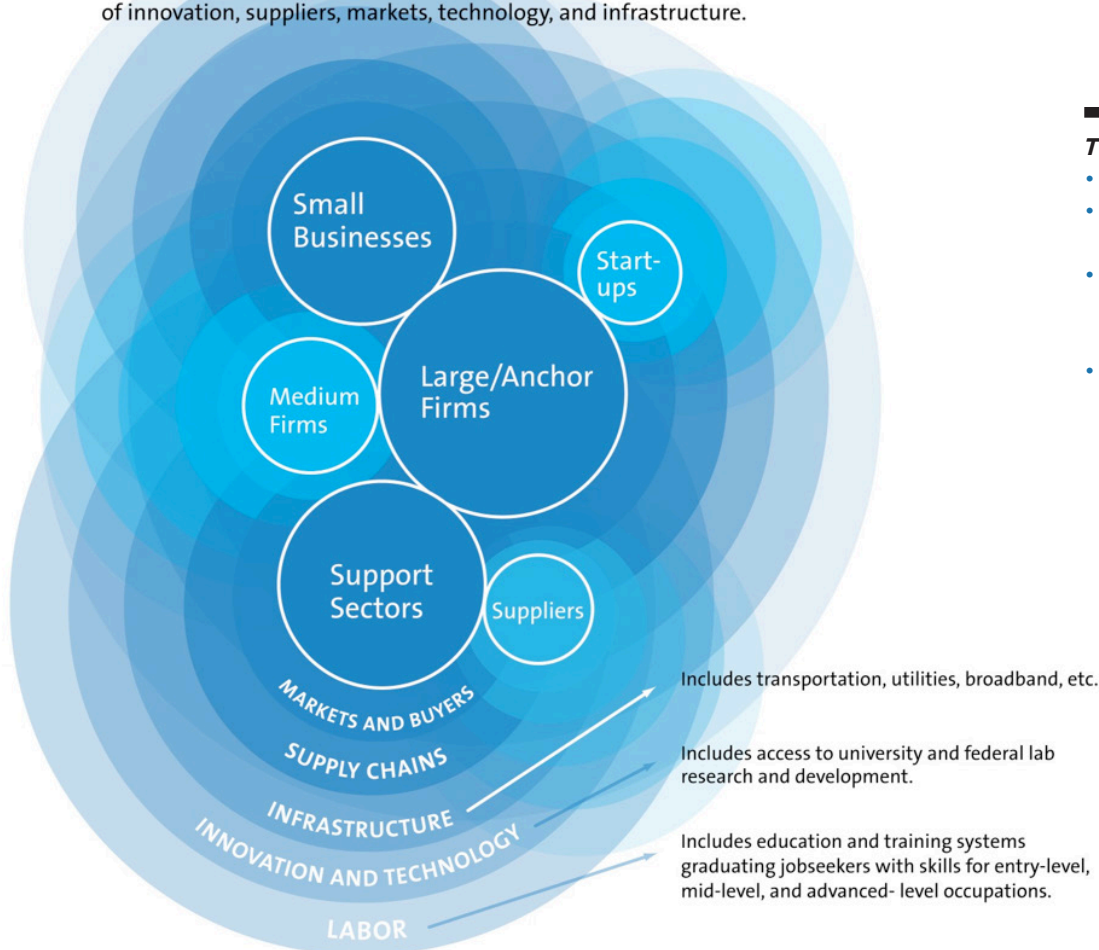 of innovation, suppliers, markets, technology, and infrastructure.
T
Small
Businesses
Start-
ups
Large/Anchor
Firms
Medium
Firms
Support
Sectors
Suppliers
MARKETS AND BUYERS
SUPPLY CHAINS
INFRASTRUCTURE
INNOVATION AND TECHNOLOGY
LABOR
Includes transportation, utilities, broadband, etc.
Includes access to university and federal lab
research and development.
Includes education and training systems
graduating jobseekers with skills for entry-level,
mid-level, and advanced- level occupations.